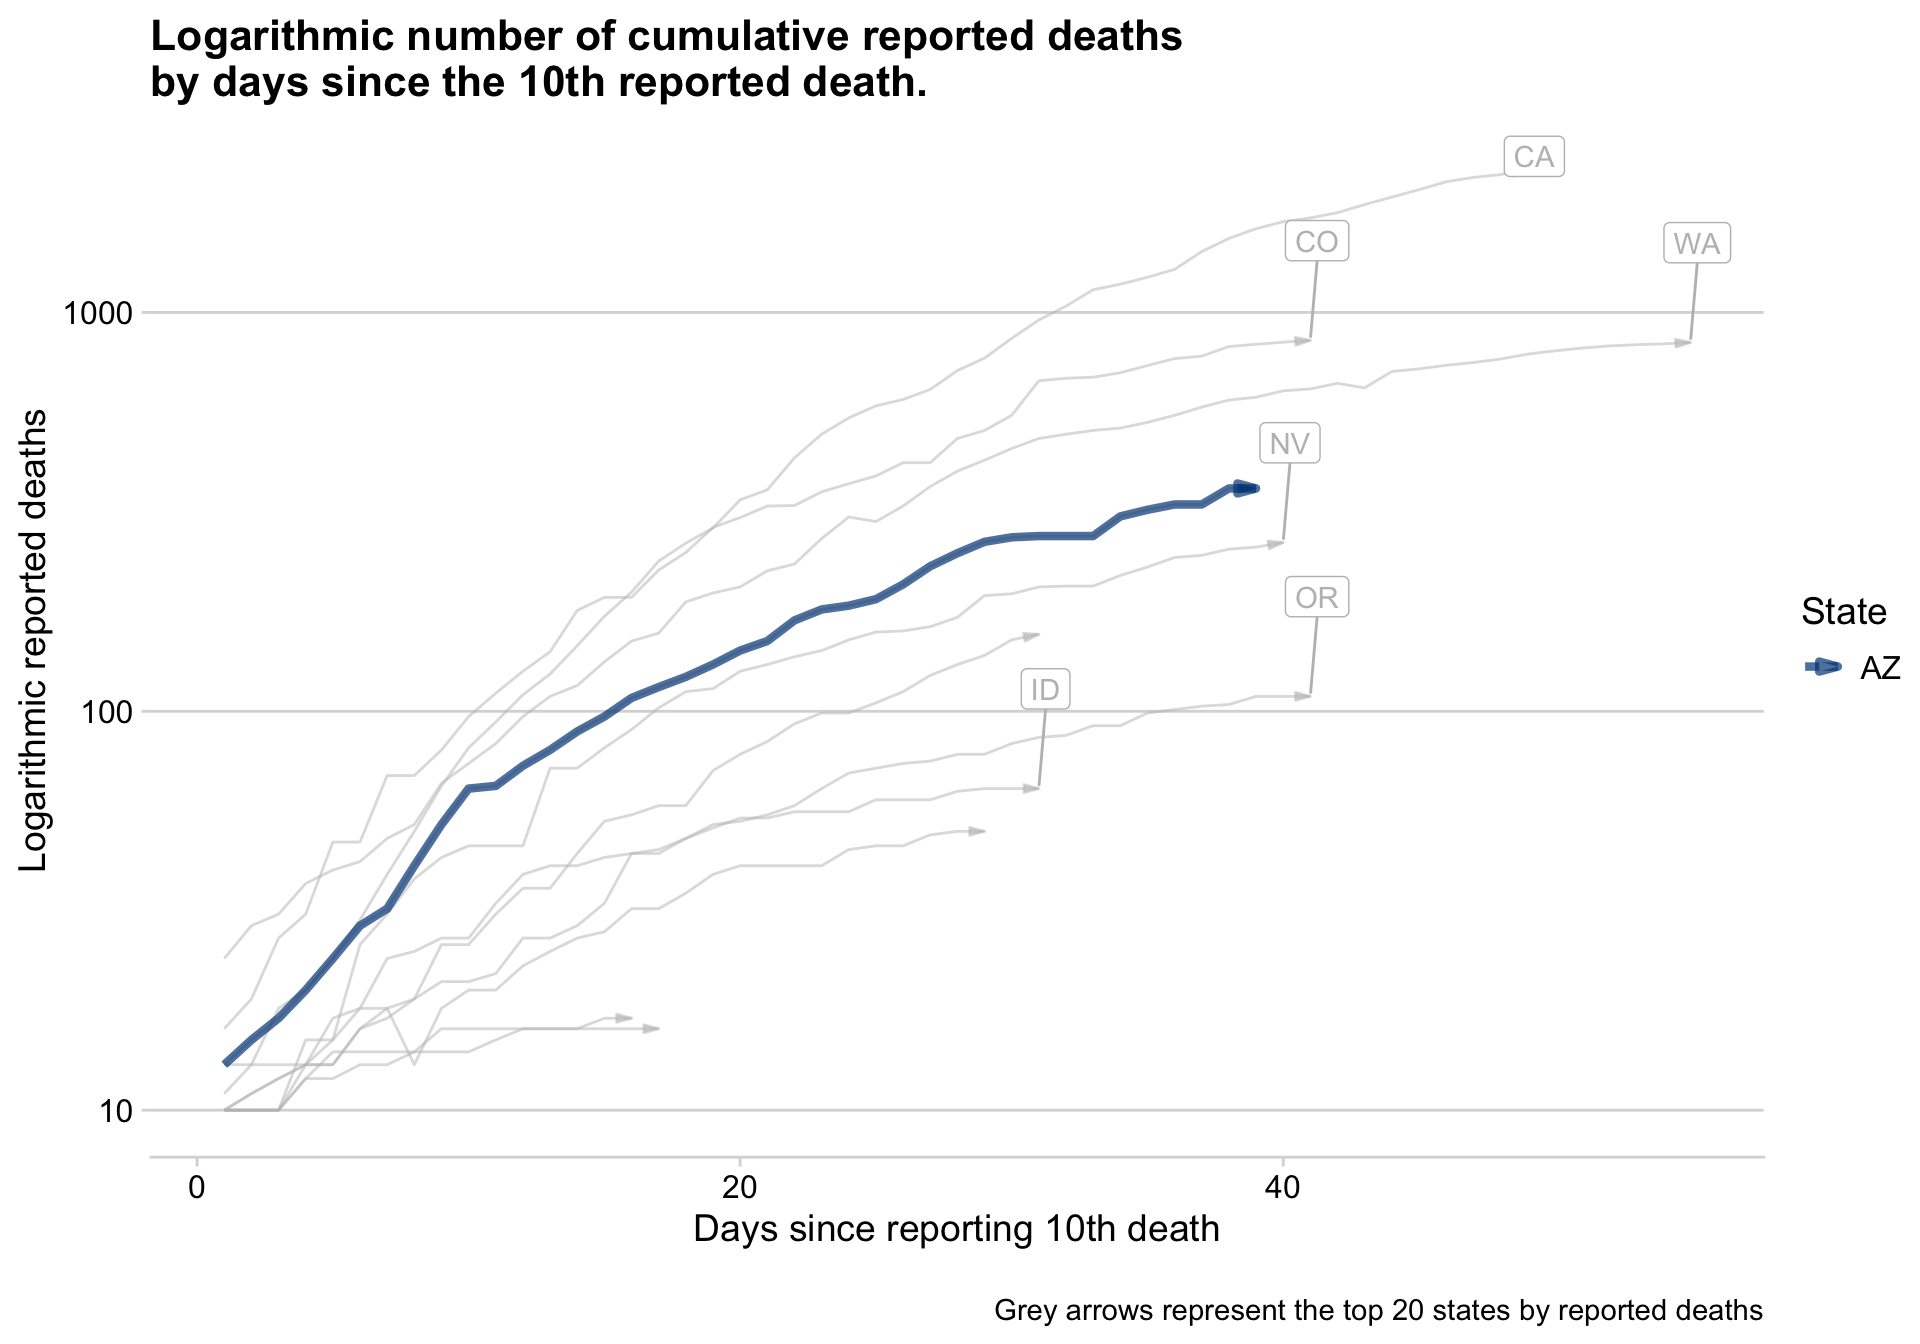 Logarithmic number of cumulative reported deaths
by days since the 10th reported death.
CA
CO
WA
1000
NV
OR
ID
100
10
Logarithmic reported deaths
State
AZ
0
20
40
Days since reporting 10th death
Grey arrows represent the top 20 states by reported deaths